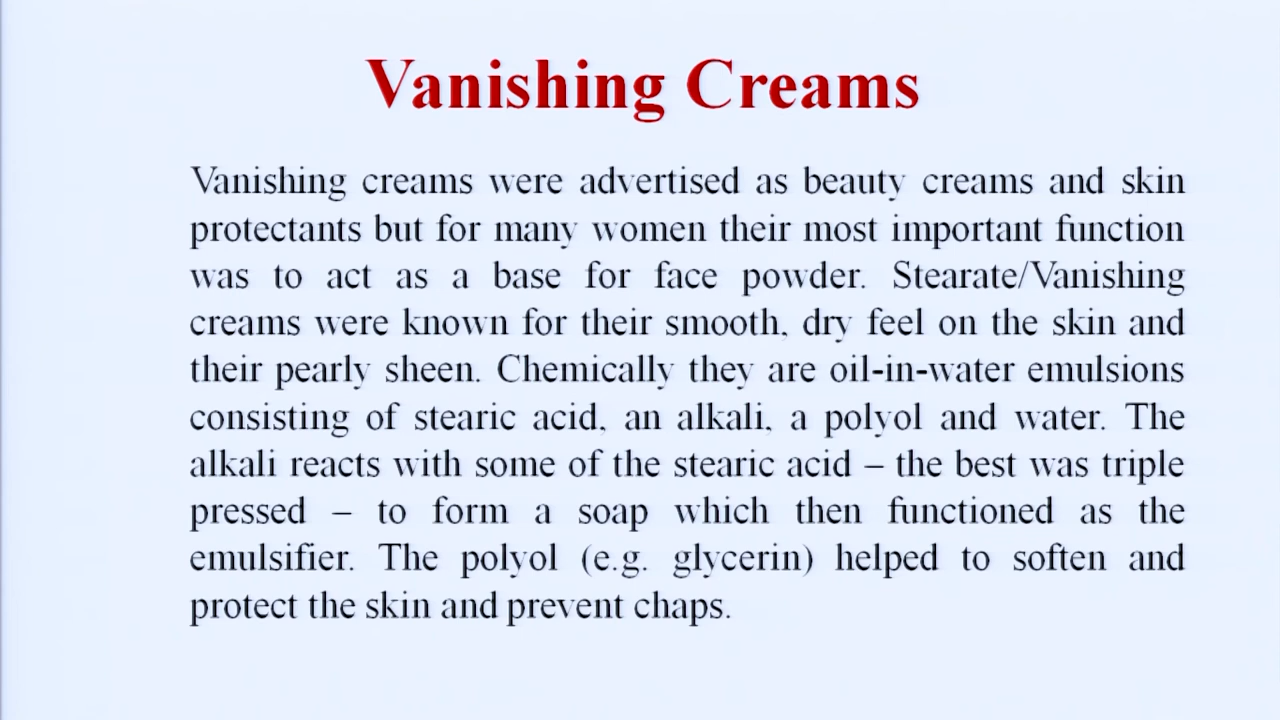 Vanishing Creams
Vanishing creams were advertised as beauty creams and skin
protectants but for many women their most important function
was to act as a base for face powder. Stearate/Vanishing
creams were known for their smooth, dry feel on the skin and
their pearly sheen. Chemically they are oil-in-water emulsions
consisting of stearic acid, an alkali, a polyol and water. The
alkali reacts with some of the stearic acid – the best was triple
pressed – to form a soap which then functioned as the
emulsifier. The polyol (e.g. glycerin) helped to soften and
protect the skin and prevent chaps.